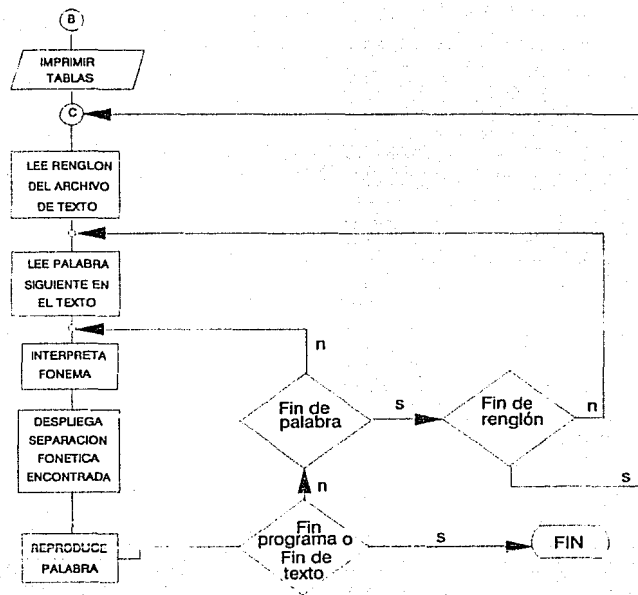 B
IMPRIMIR
TABLAS
C
LEE RENGLON
DEL ARCHIVO
DE TEXTO
LEE PALABRA
SIGUIENTE EN
EL TEXTO
n
INTERPRETA
FONEMA
Fin de
palabra
s
Fin de
renglón
n
DESPLIEGA
SEPARACION
FONETICA
ENCONTRADA
n
s
REPRODUCE
PALABRA
Fin
programa o
Fin de
texto
s
FIN